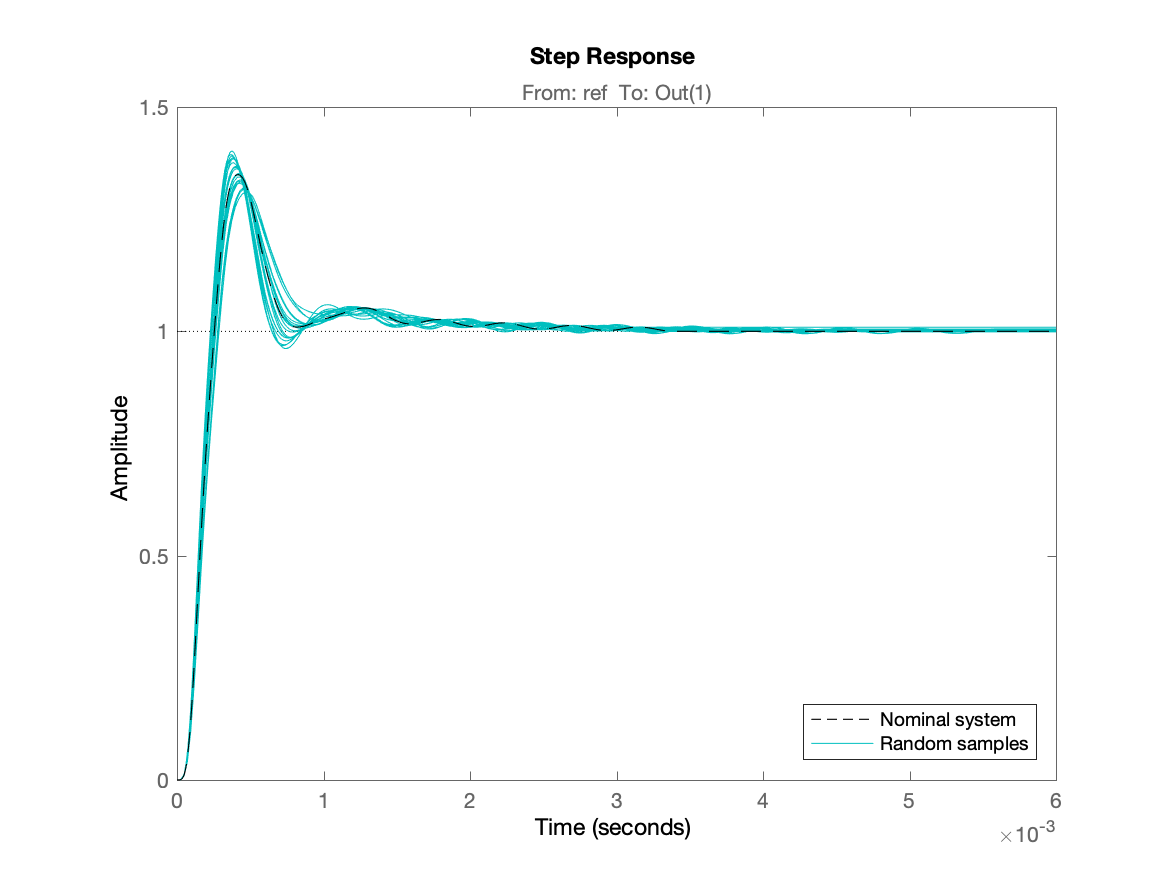 Step Response
From: ref  To: Out(1)
1.5
1
0.5
0
Amplitude
0 1 2 3 4 5 6
×10-3
Time (seconds)
Nominal system
Random samples